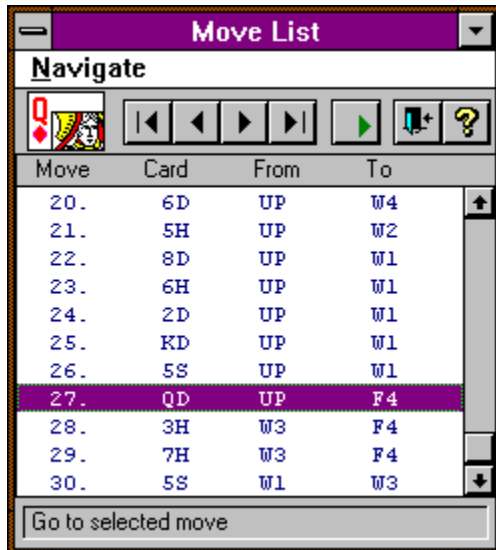 Move List
Navigate
Q
?
Move Card From To
20. 6D UP W4
21. 5H UP W2
22. 8D UP W1
23. 6H UP W1
24. 2D UP W1
25. KD UP W1
26. 5S UP W1
27. QD UP F4
28. 3H W3 F4
29. 7H W3 F4
30. 5S W1 W3
Go to selected move